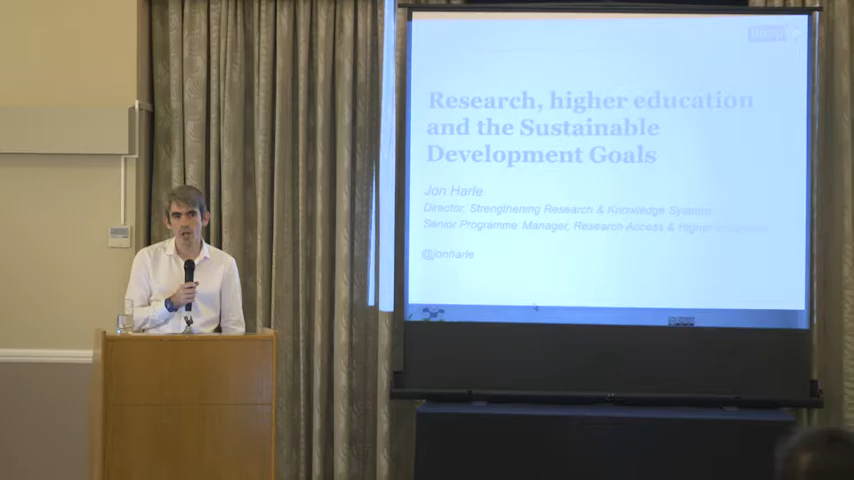 Research, higher education
and the Sustainable
Development Goals
Jon Harle
Director, Strengthening Research & Knowledge Systems
Senior Programme Manager, Research Access & Higher Education
@jonharle